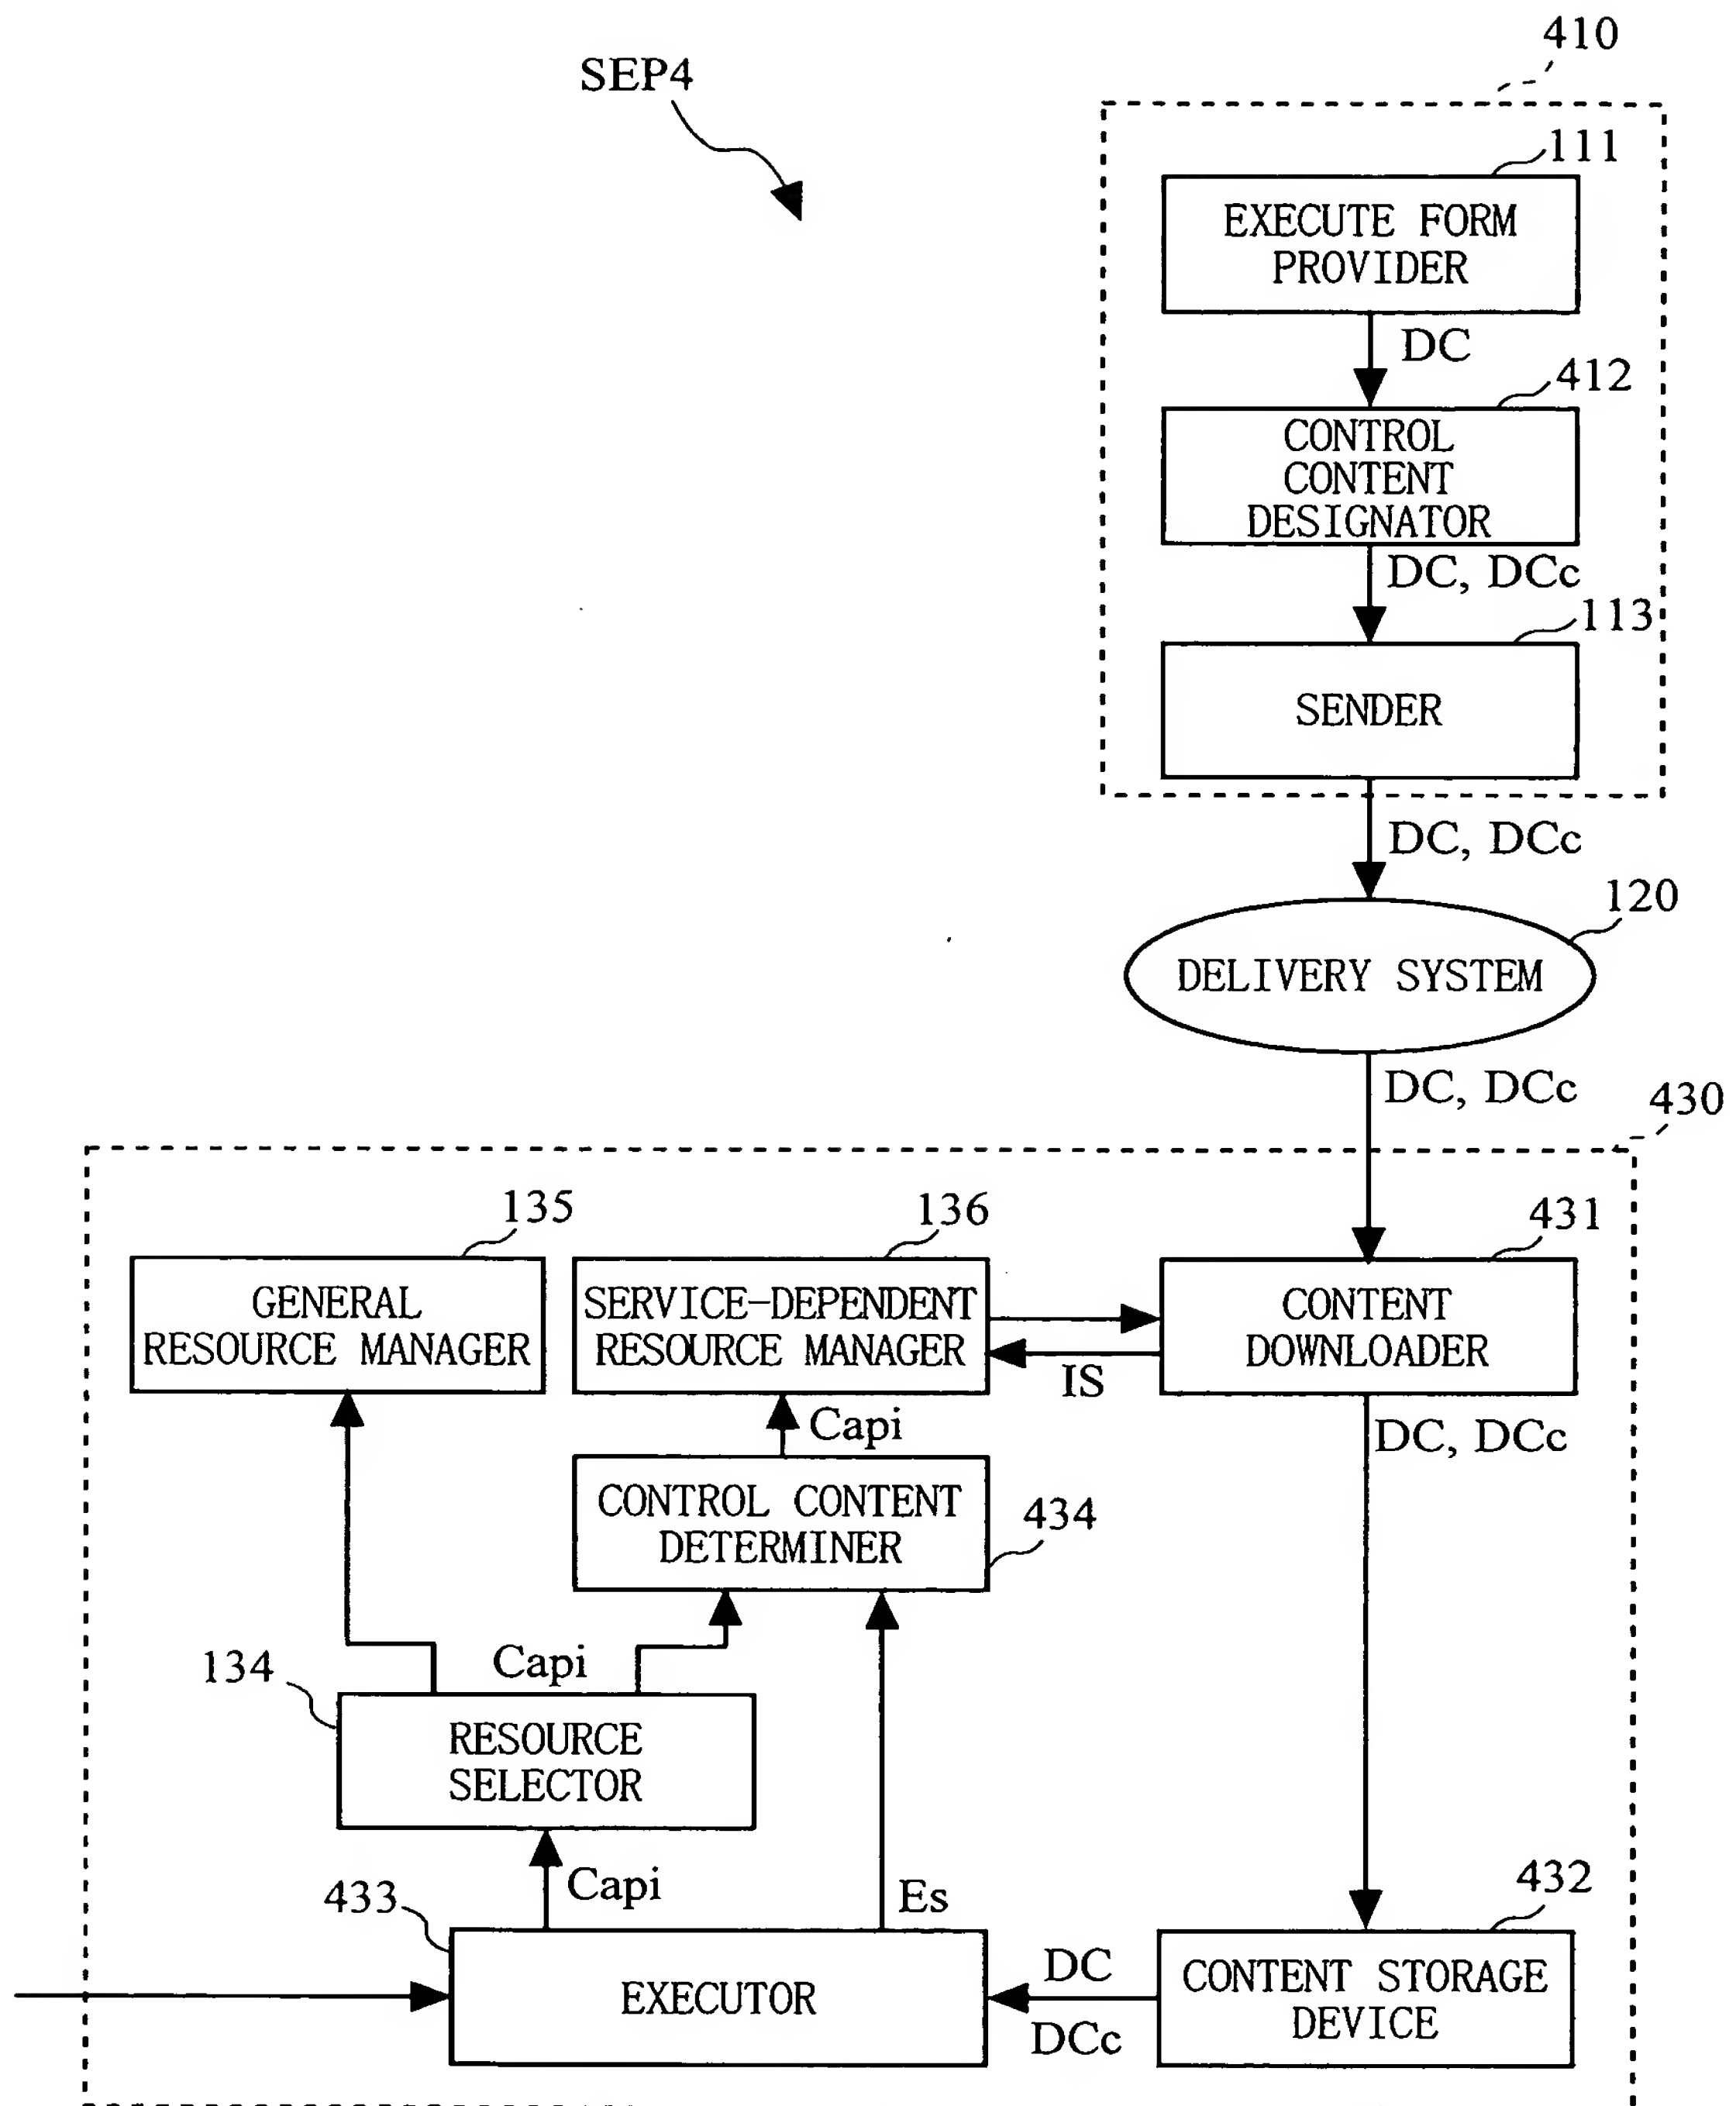 410
SEP4
111
EXECUTE FORM
PROVIDER
DC
412
CONTROL
CONTENT
DESIGNATOR
DC, DCc
113
SENDER
DC, DCc
120
DELIVERY SYSTEM
DC, DCc
430
135
136
431
GENERAL
RESOURCE MANAGER
SERVICE-DEPENDENT
RESOURCE MANAGER
CONTENT
DOWNLOADER
IS
Capi
DC, DCc
CONTROL CONTENT
DETERMINER
434
Capi
134
RESOURCE
SELECTOR
Capi
Es
433
432
EXECUTOR
DC
DCc
CONTENT STORAGE
DEVICE